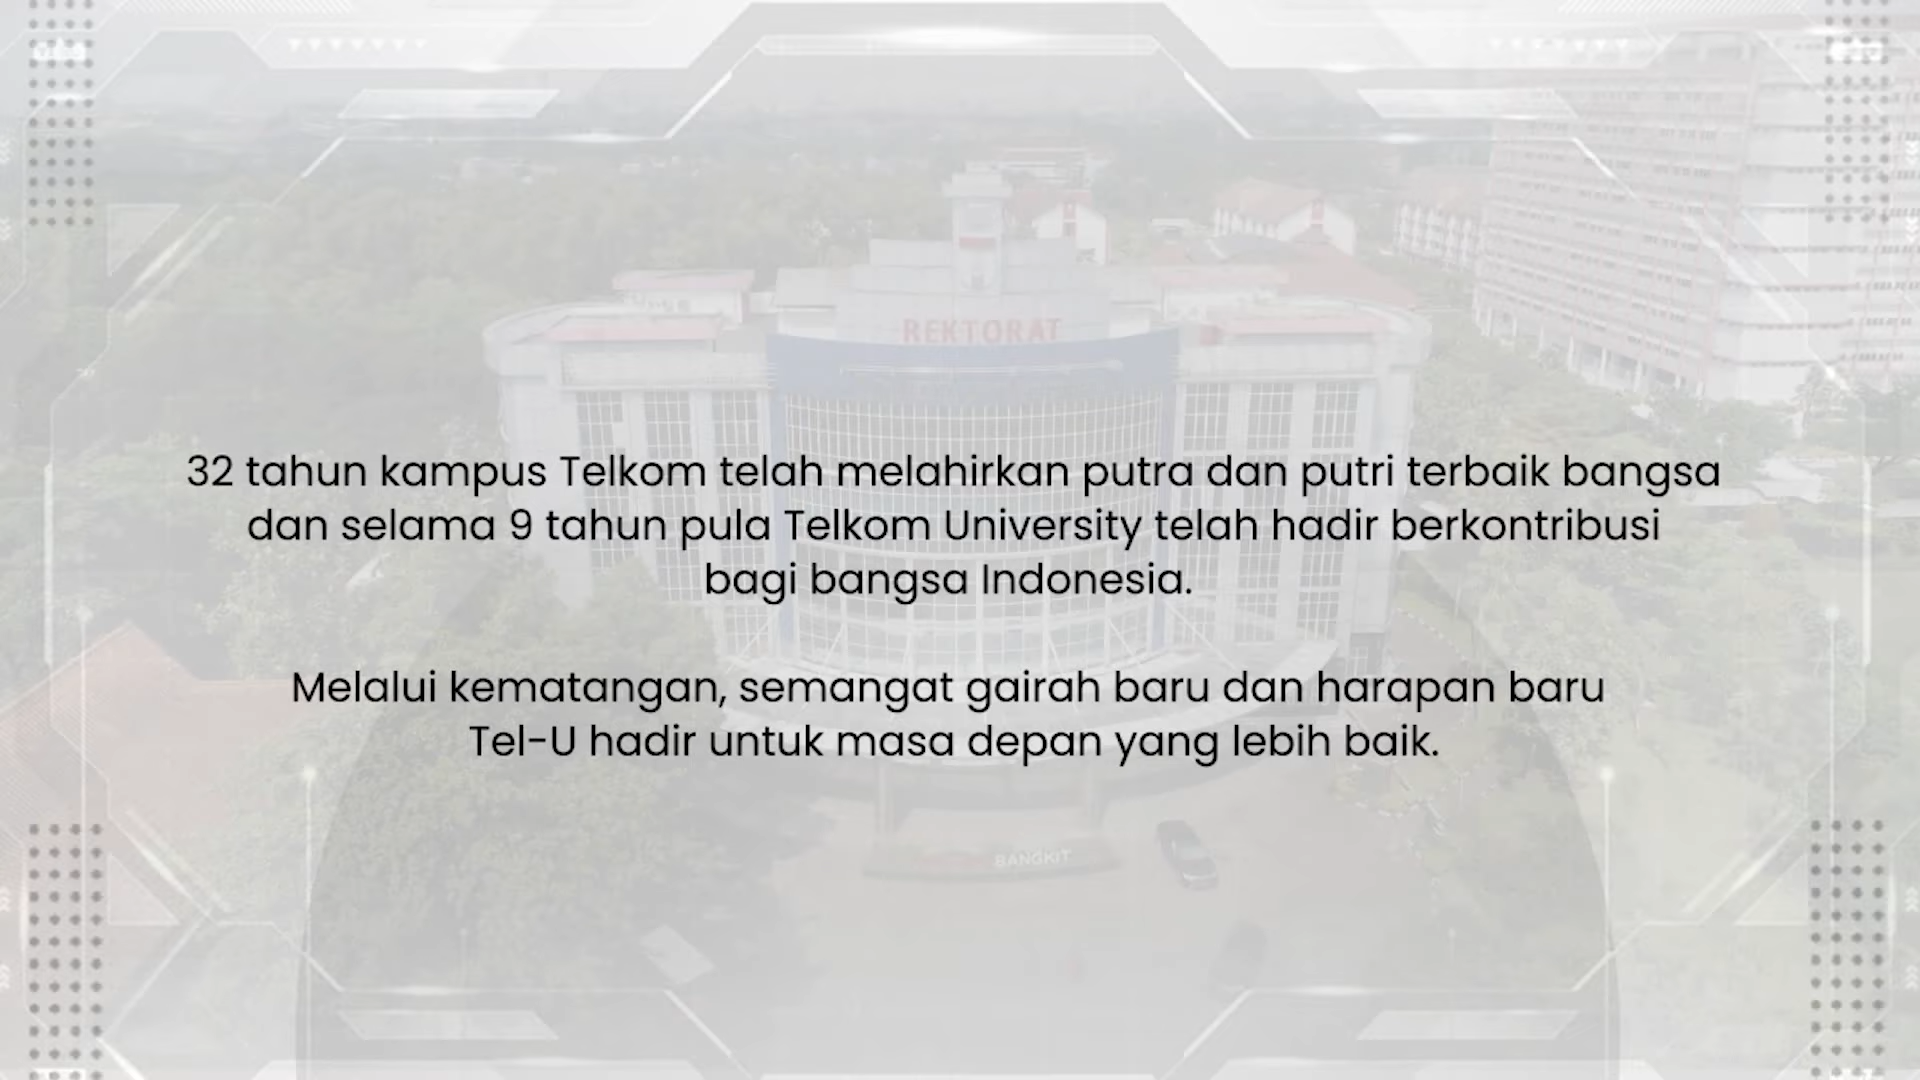 REKTORAT
32 tahun kampus Telkom telah melahirkan putra dan putri terbaik bangsa
dan selama 9 tahun pula Telkom University telah hadir berkontribusi
bagi bangsa Indonesia.
Melalui kematangan, semangat gairah baru dan harapan baru
Tel-U hadir untuk masa depan yang lebih baik.
BANGKIT